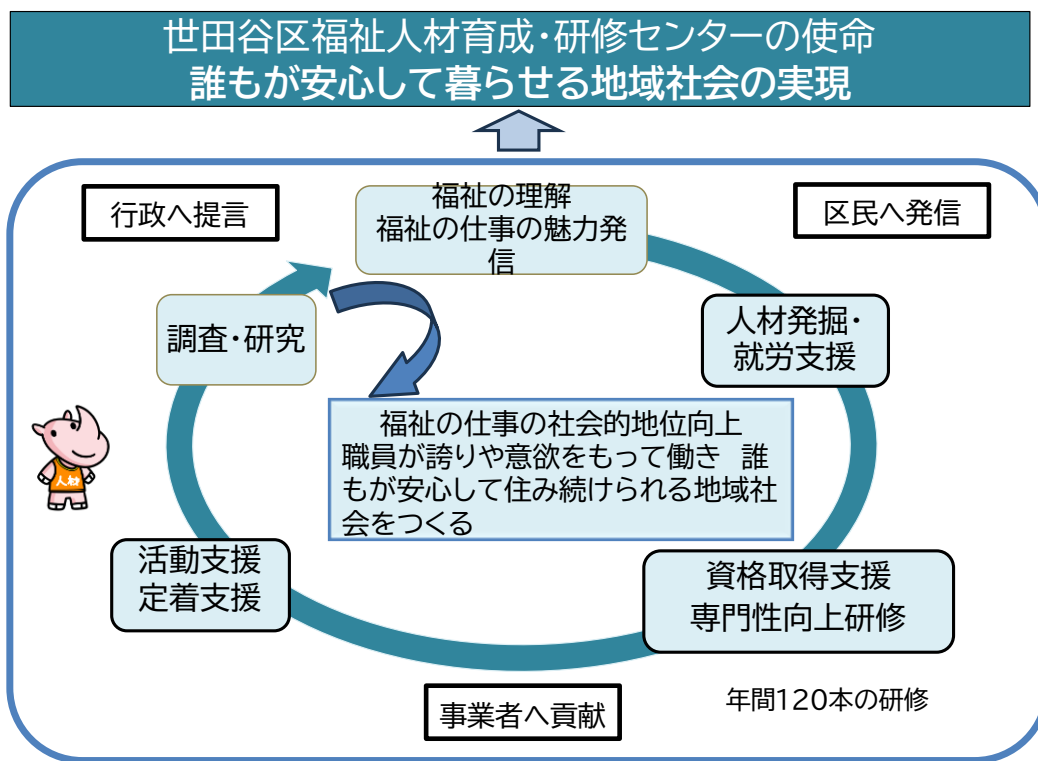 世田谷区福祉人材育成・研修センターの使命
誰もが安心して暮らせる地域社会の実現
行政へ提言
福祉の理解
福祉の仕事の魅力発
信
区民へ発信
調査・研究
人材発掘・
就労支援
福祉の仕事の社会的地位向上
職員が誇りや意欲をもって働き　誰
もが安心して住み続けられる地域社
会をつくる
人材
活動支援
定着支援
資格取得支援
専門性向上研修
事業者へ貢献
年間120本の研修